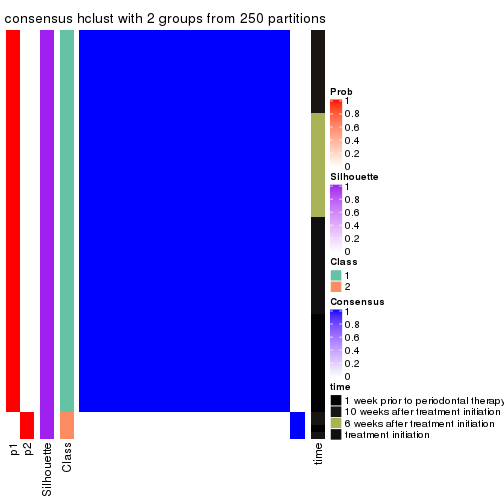 consensus hclust with 2 groups from 250 partitions
Prob
1
0.8
0.6
0.4
0.2
0
Silhouette
1
0.8
0.6
0.4
0.2
0
Class
1
2
Consensus
1
0.8
0.6
0.4
0.2
0
time
1 week prior to periodontal therapy
10 weeks after treatment initiation
6 weeks after treatment initiation
treatment initiation
p1
p2
Silhouette
Class
time